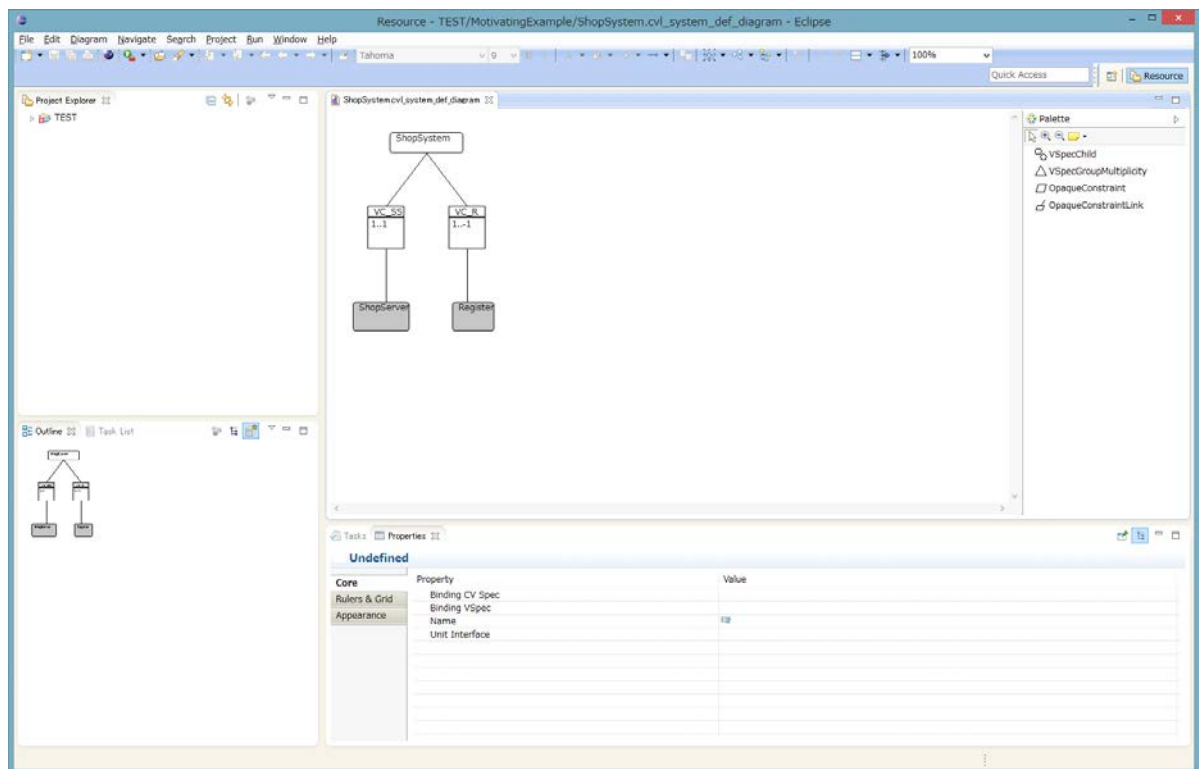 Resource - TEST/MotivatingExample/ShopSystem.cvl_system_def_diagram - Eclipse
File Edit Diagram Navigate Search Project Run Window Help
Tahoma 9 100%
Quick Access Resource
Project Explorer
TEST
ShopSystem.cvl_system_def_diagram
ShopSystem
VC_SS VC_R
1..1 1..-1
ShopServer Register
Palette
VSpecChild
VSpecGroupMultiplicity
OpaqueConstraint
OpaqueConstraintLink
Outline Task List
Tasks Properties
Undefined
Core
Rulers & Grid
Appearance
Property Value
Binding CV Spec
Binding VSpec
Name
Unit Interface